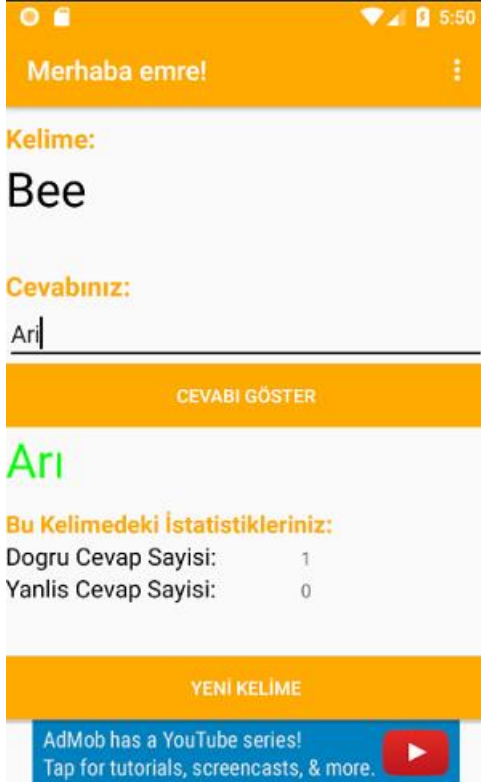 5:50
Merhaba emre!
Kelime:
Bee
Cevabınız:
Ari
CEVABI GÖSTER
Arı
Bu Kelimedeki İstatistikleriniz:
Dogru Cevap Sayisi: 1
Yanlis Cevap Sayisi: 0
YENİ KELİME
AdMob has a YouTube series!
Tap for tutorials, screencasts, & more.